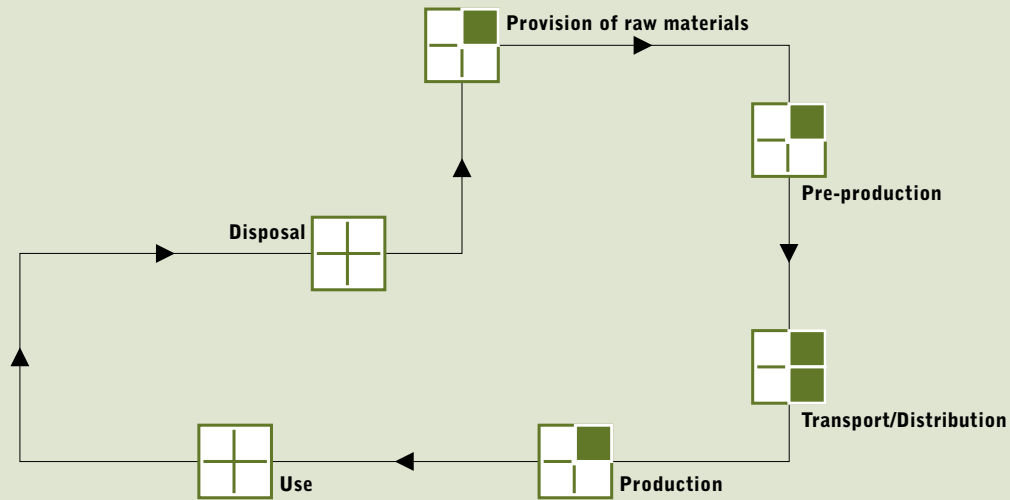 Provision of raw materials
Pre-production
Disposal
Transport/Distribution
Use
Production